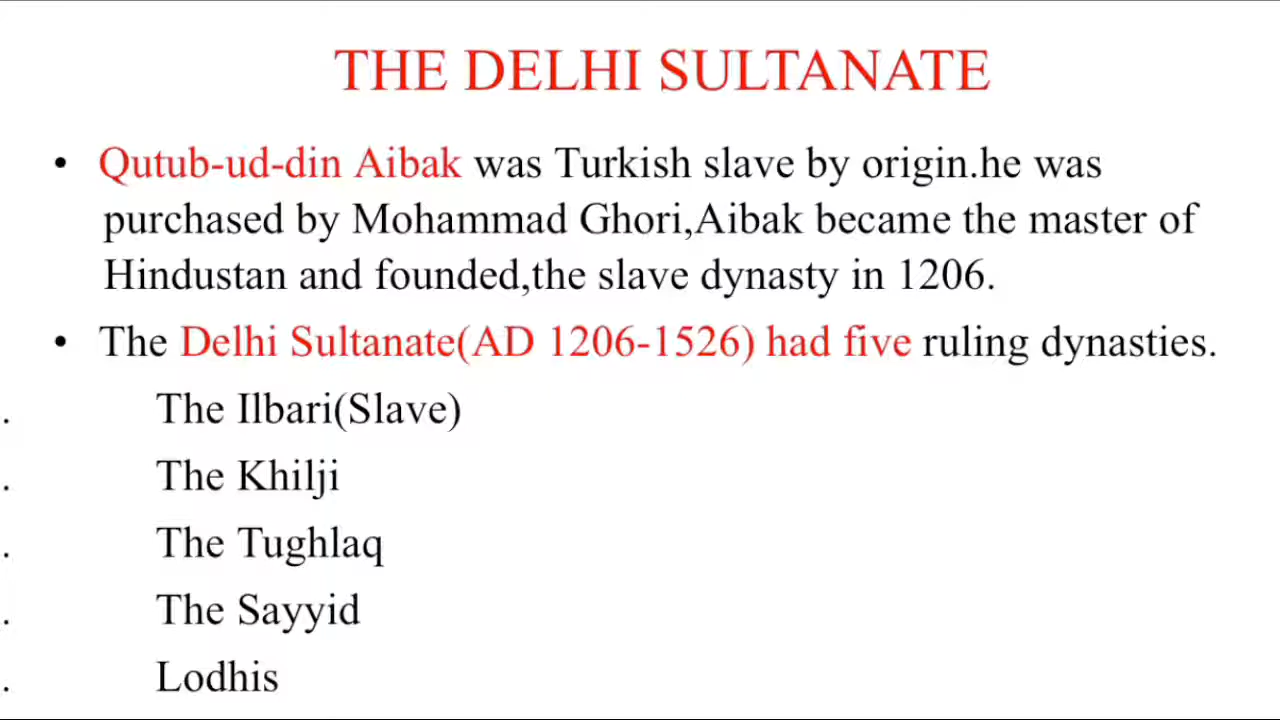 THE DELHI SULTANATE
• Qutub-ud-din Aibak was Turkish slave by origin.he was
purchased by Mohammad Ghori,Aibak became the master of
Hindustan and founded,the slave dynasty in 1206.
• The Delhi Sultanate(AD 1206-1526) had five ruling dynasties.
. The Ilbari(Slave)
. The Khilji
. The Tughlaq
. The Sayyid
. Lodhis